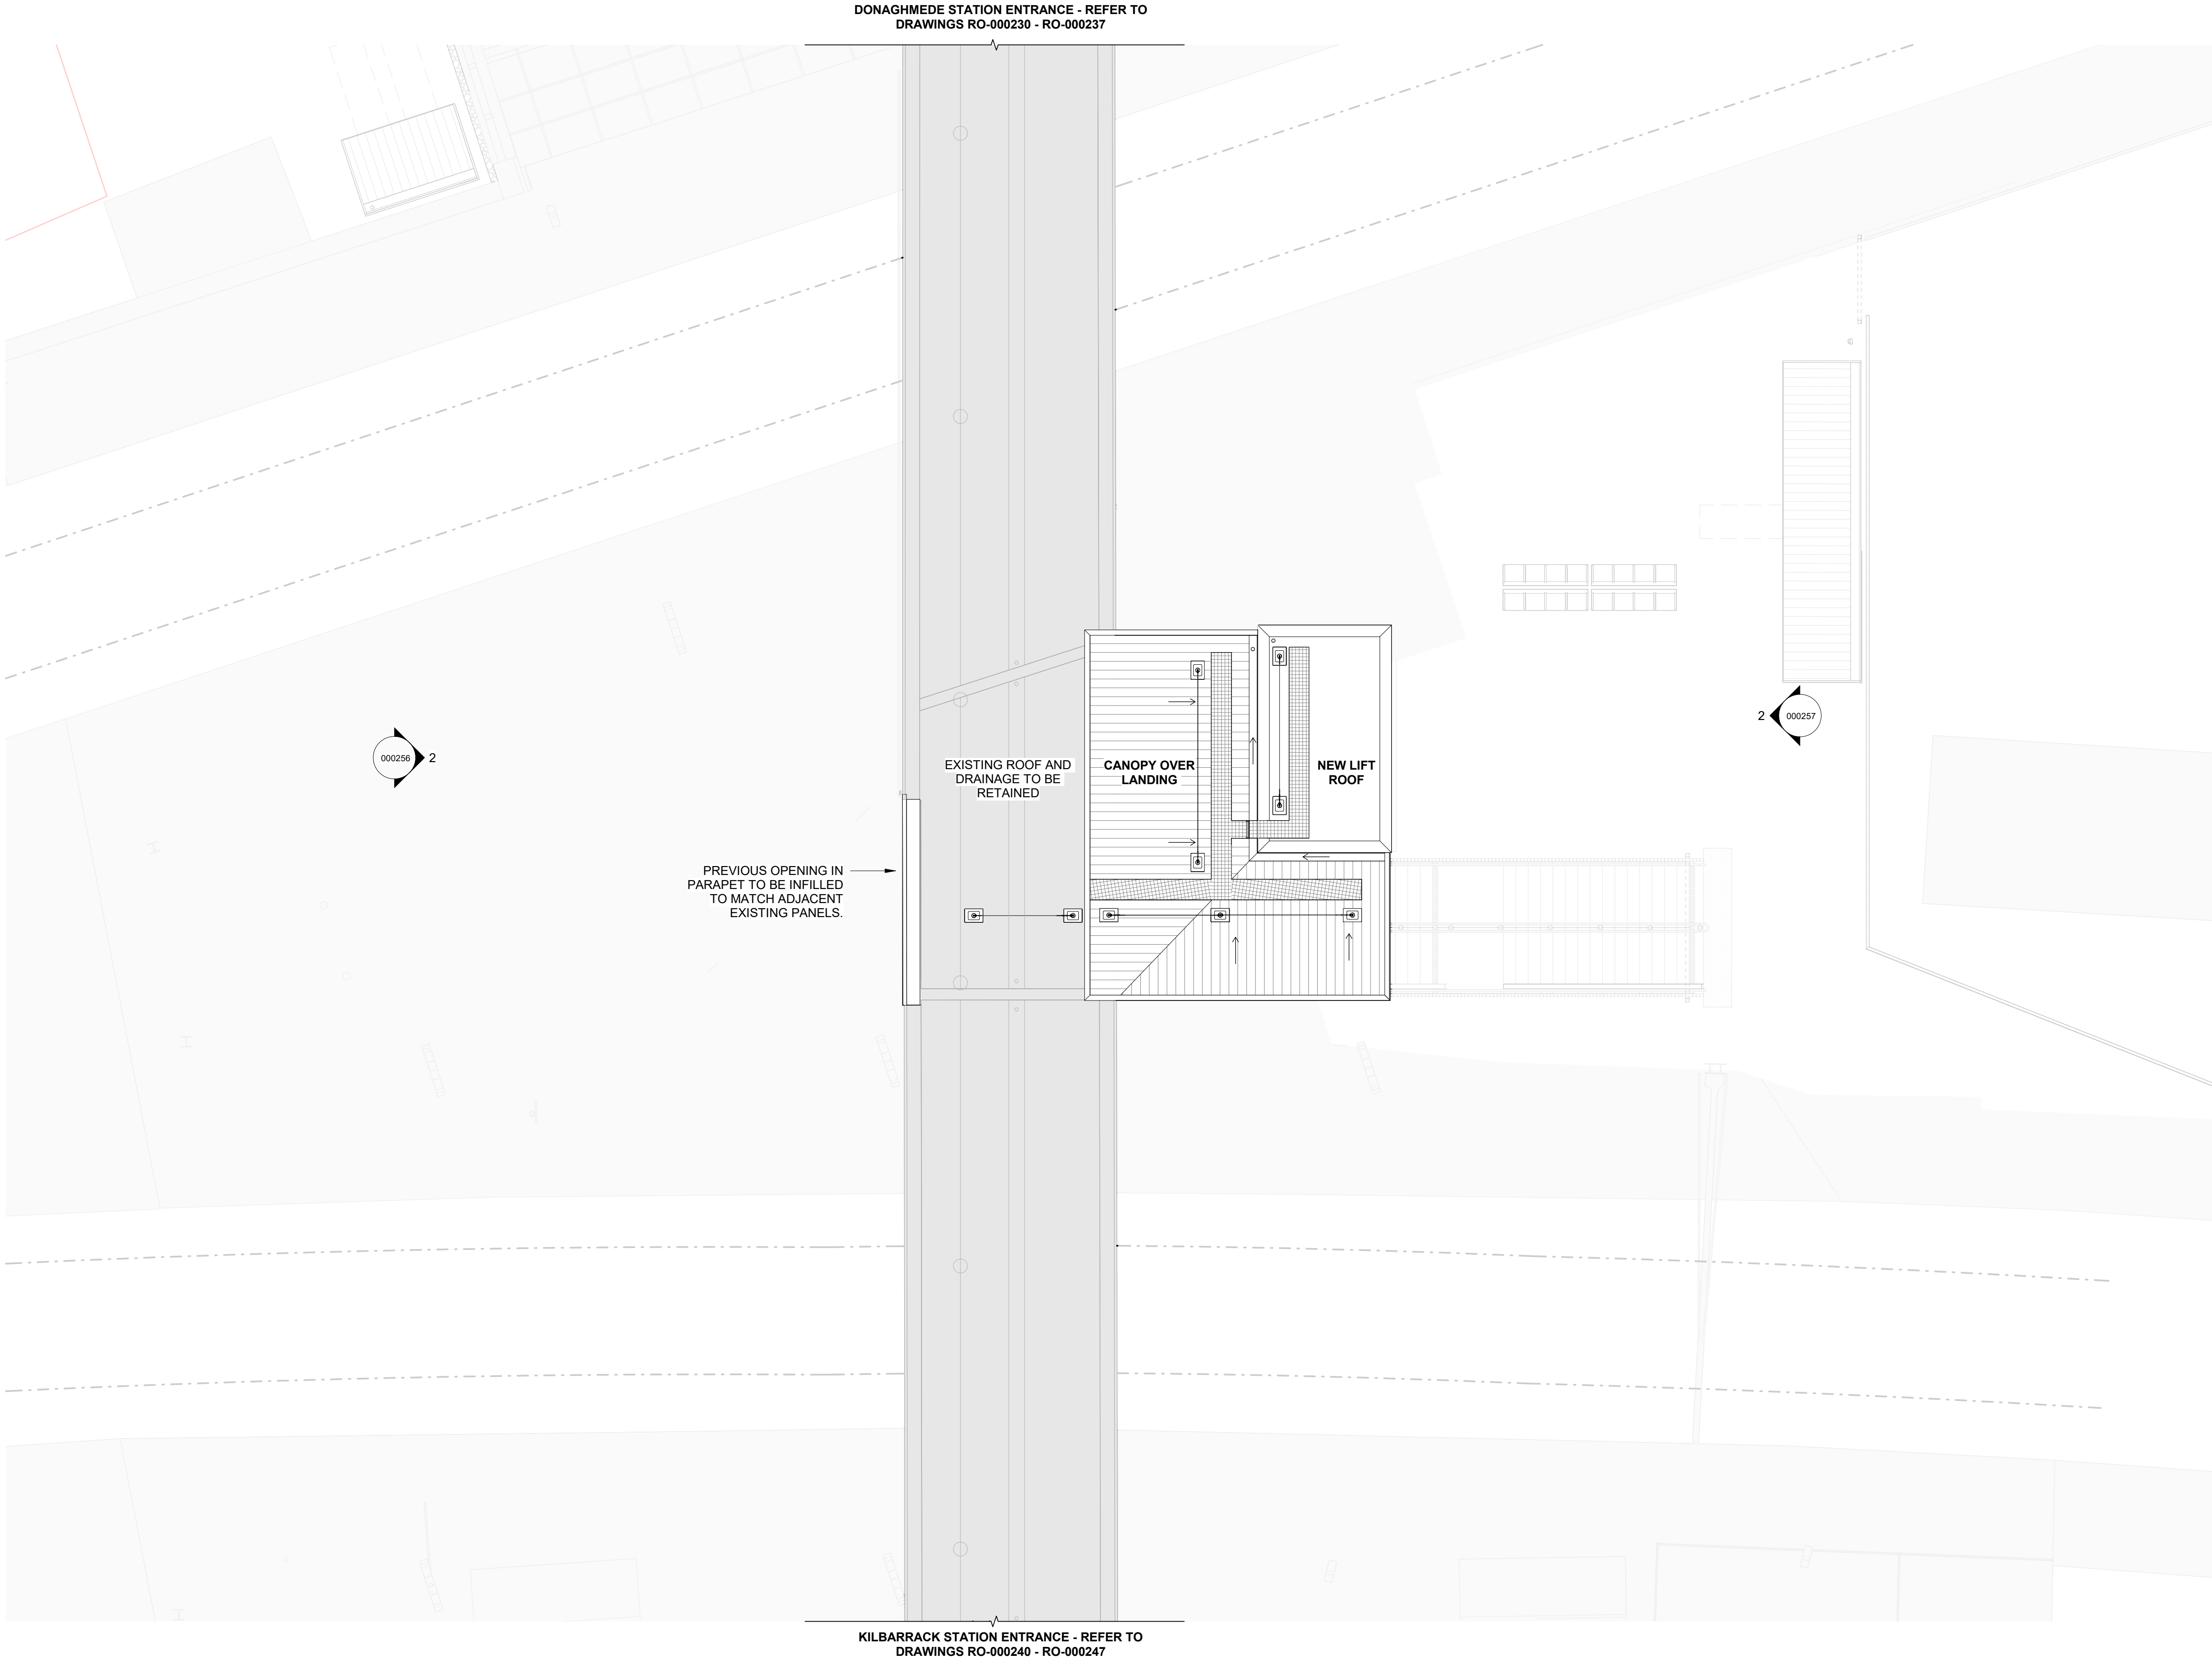 DONAGHMEDE STATION ENTRANCE - REFER TO
DRAWINGS RO-000230 - RO-000237
2
000257
000256
2
EXISTING ROOF AND
DRAINAGE TO BE
RETAINED
CANOPY OVER
LANDING
NEW LIFT
ROOF
PREVIOUS OPENING IN
PARAPET TO BE INFILLED
TO MATCH ADJACENT
EXISTING PANELS.
KILBARRACK STATION ENTRANCE - REFER TO
DRAWINGS RO-000240 - RO-000247